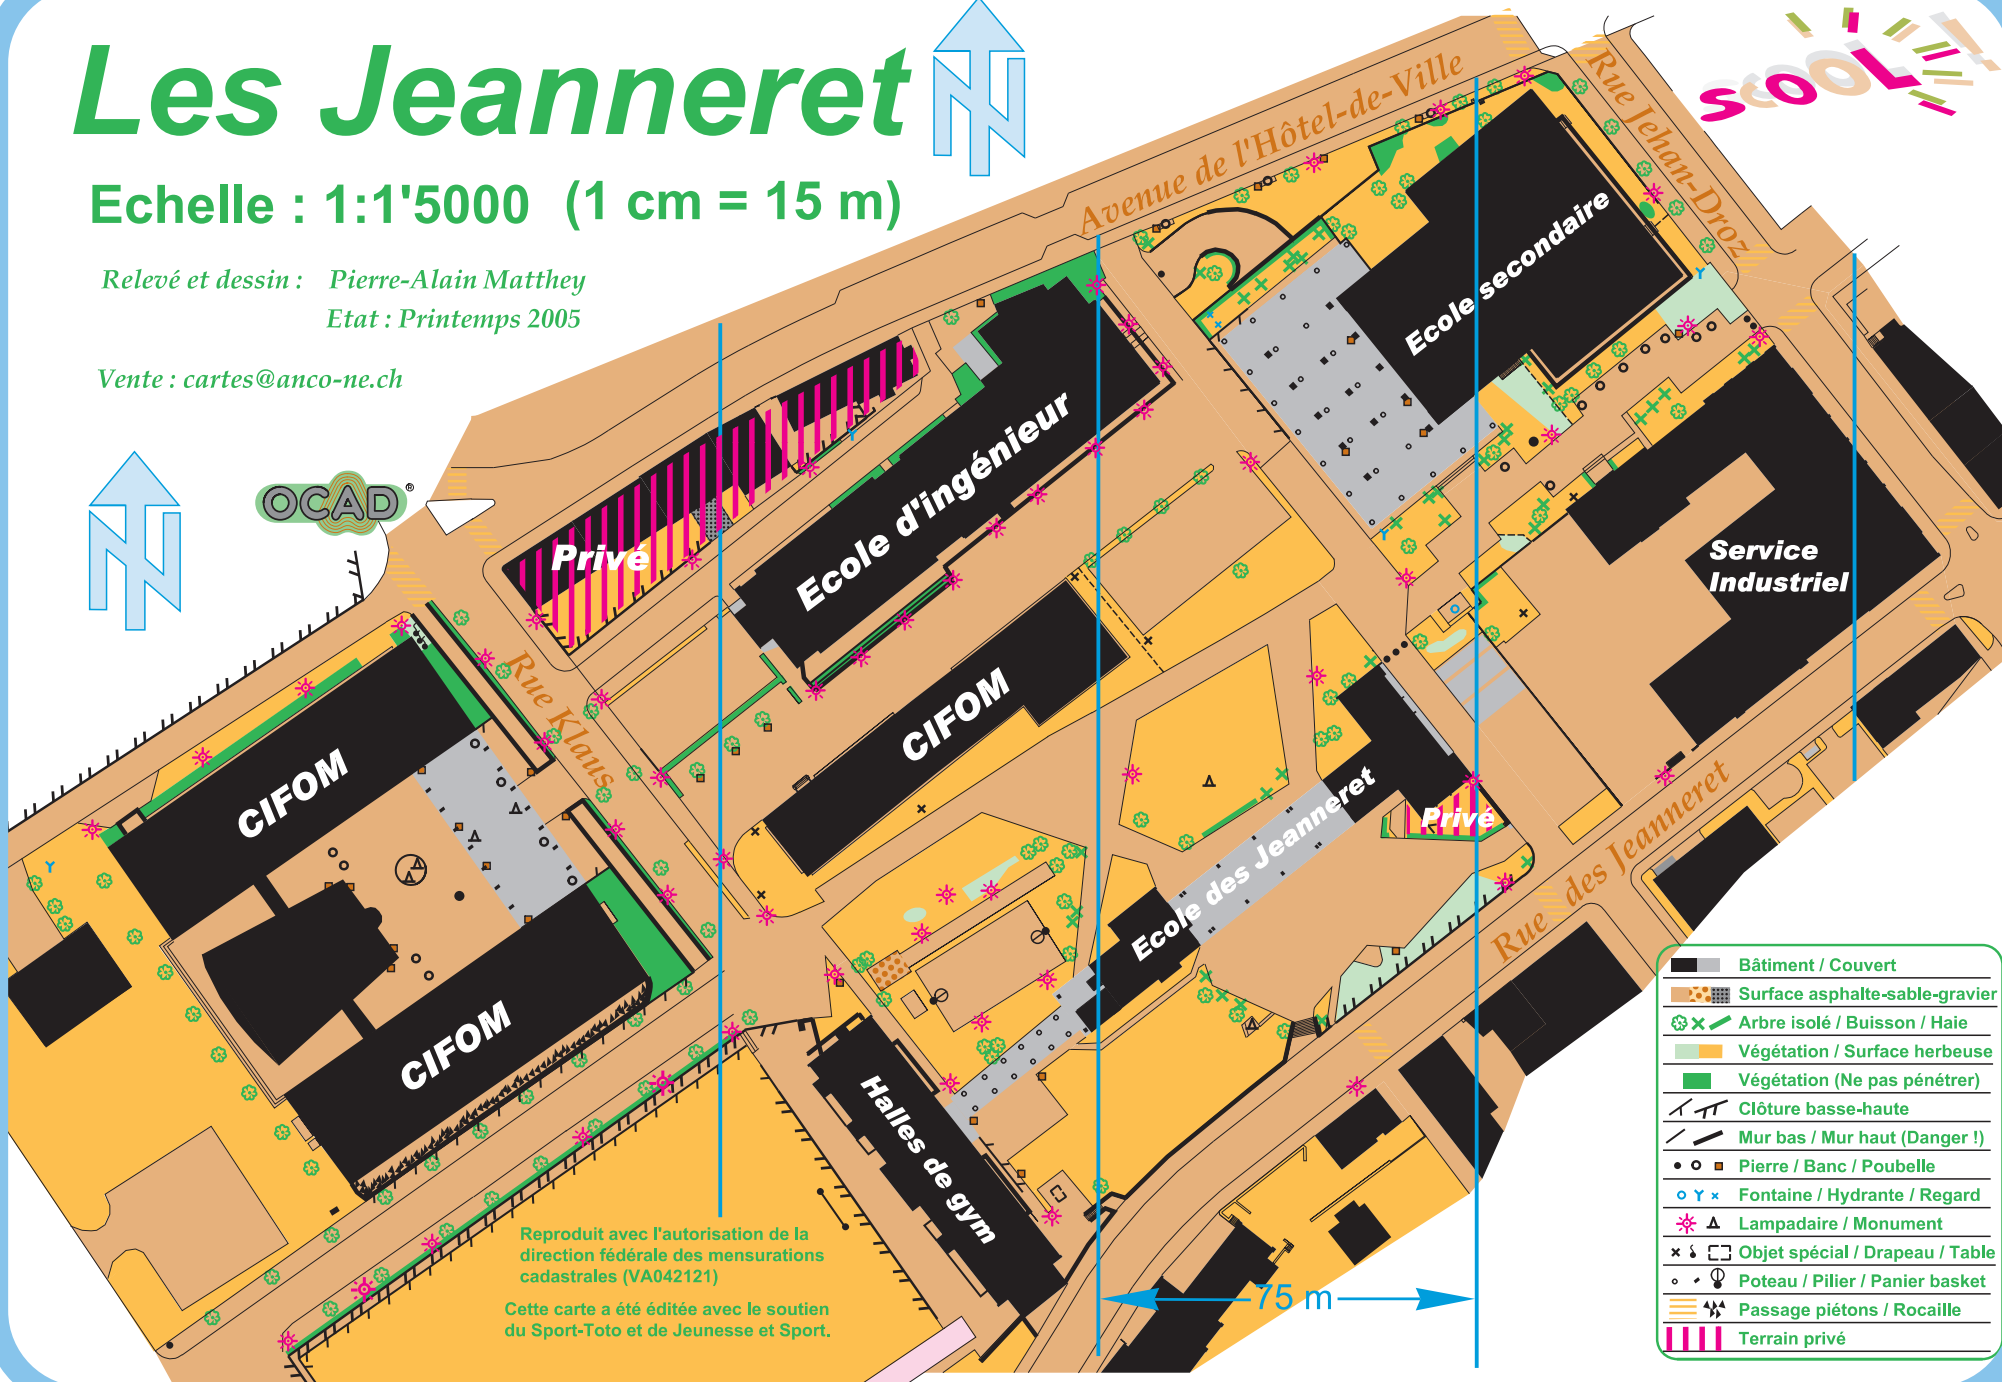 Les Jeanneret
Echelle : 1:1'5000 (1 cm = 15 m)
Relevé et dessin : Pierre-Alain Matthey
Etat : Printemps 2005
Vente : cartes@anco-ne.ch
OCAD®
scOOL
N
N
Avenue de l'Hôtel-de-Ville
Rue Jehan-Droz
Ecole secondaire
Ecole d'ingénieur
Privé
Service
Industriel
Rue Klaus
CIFOM
CIFOM
CIFOM
Ecole des Jeanneret
Privé
Rue des Jeanneret
Halles de gym
75 m
Reproduit avec l'autorisation de la
direction fédérale des mensurations
cadastrales (VA042121)
Cette carte a été éditée avec le soutien
du Sport-Toto et de Jeunesse et Sport.
Bâtiment / Couvert
Surface asphalte-sable-gravier
Arbre isolé / Buisson / Haie
Végétation / Surface herbeuse
Végétation (Ne pas pénétrer)
Clôture basse-haute
Mur bas / Mur haut (Danger !)
Pierre / Banc / Poubelle
Fontaine / Hydrante / Regard
Lampadaire / Monument
Objet spécial / Drapeau / Table
Poteau / Pilier / Panier basket
Passage piétons / Rocaille
Terrain privé